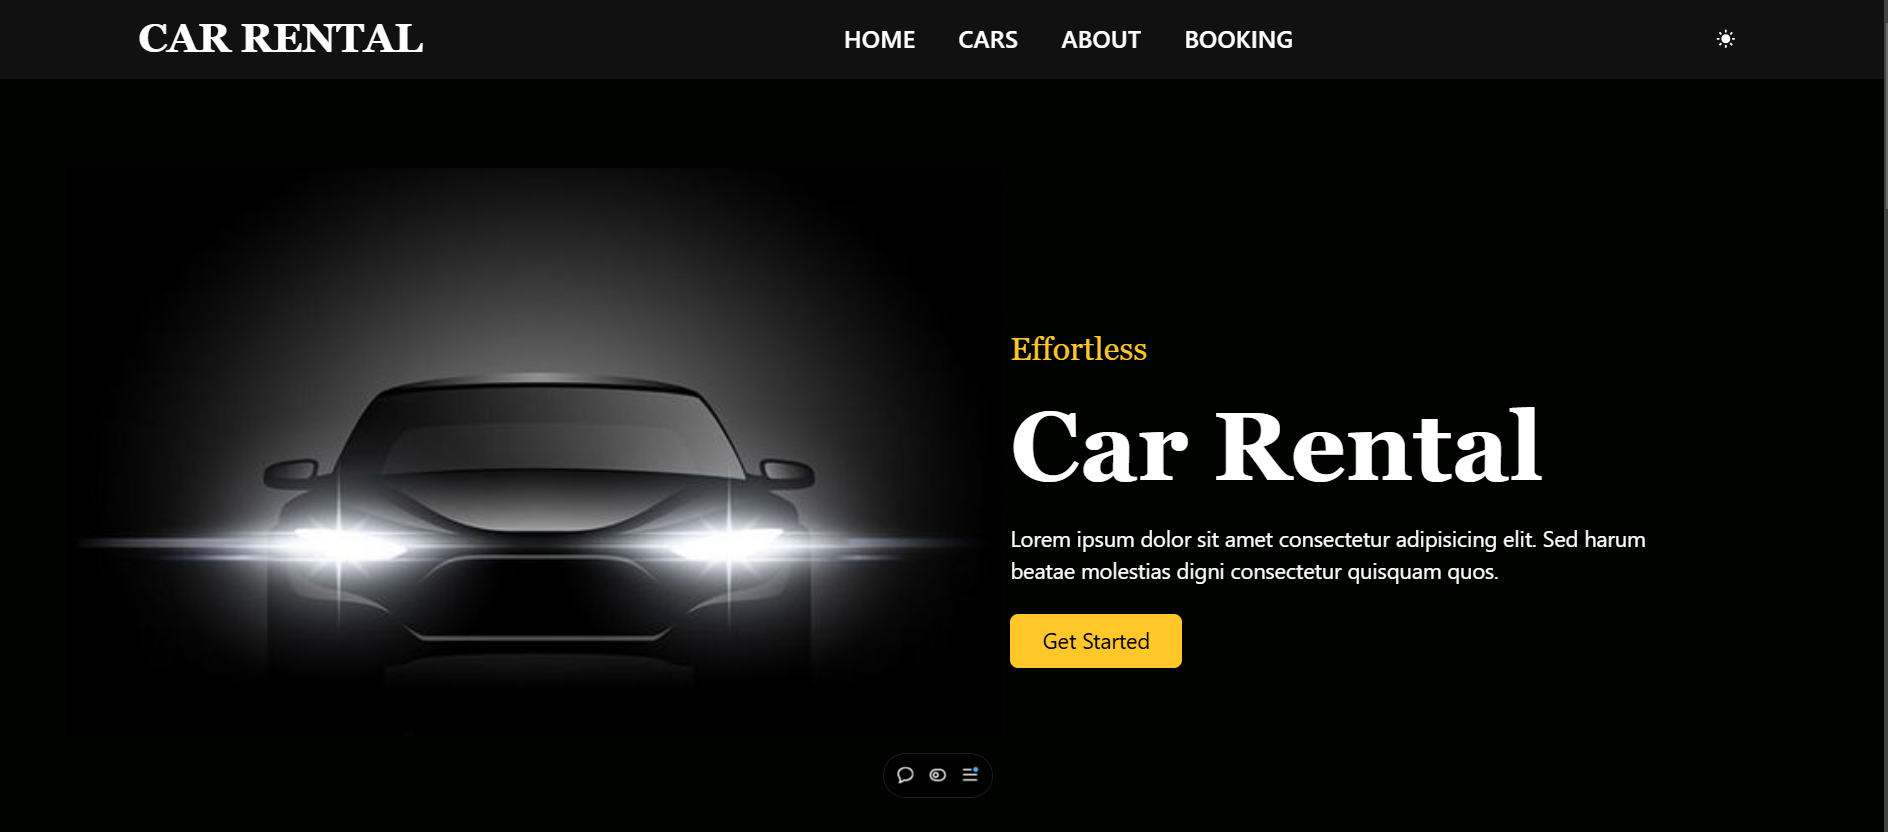 CAR RENTAL
HOME CARS ABOUT BOOKING
Effortless
Car Rental
Lorem ipsum dolor sit amet consectetur adipisicing elit. Sed harum
beatae molestias digni consectetur quisquam quos.
Get Started